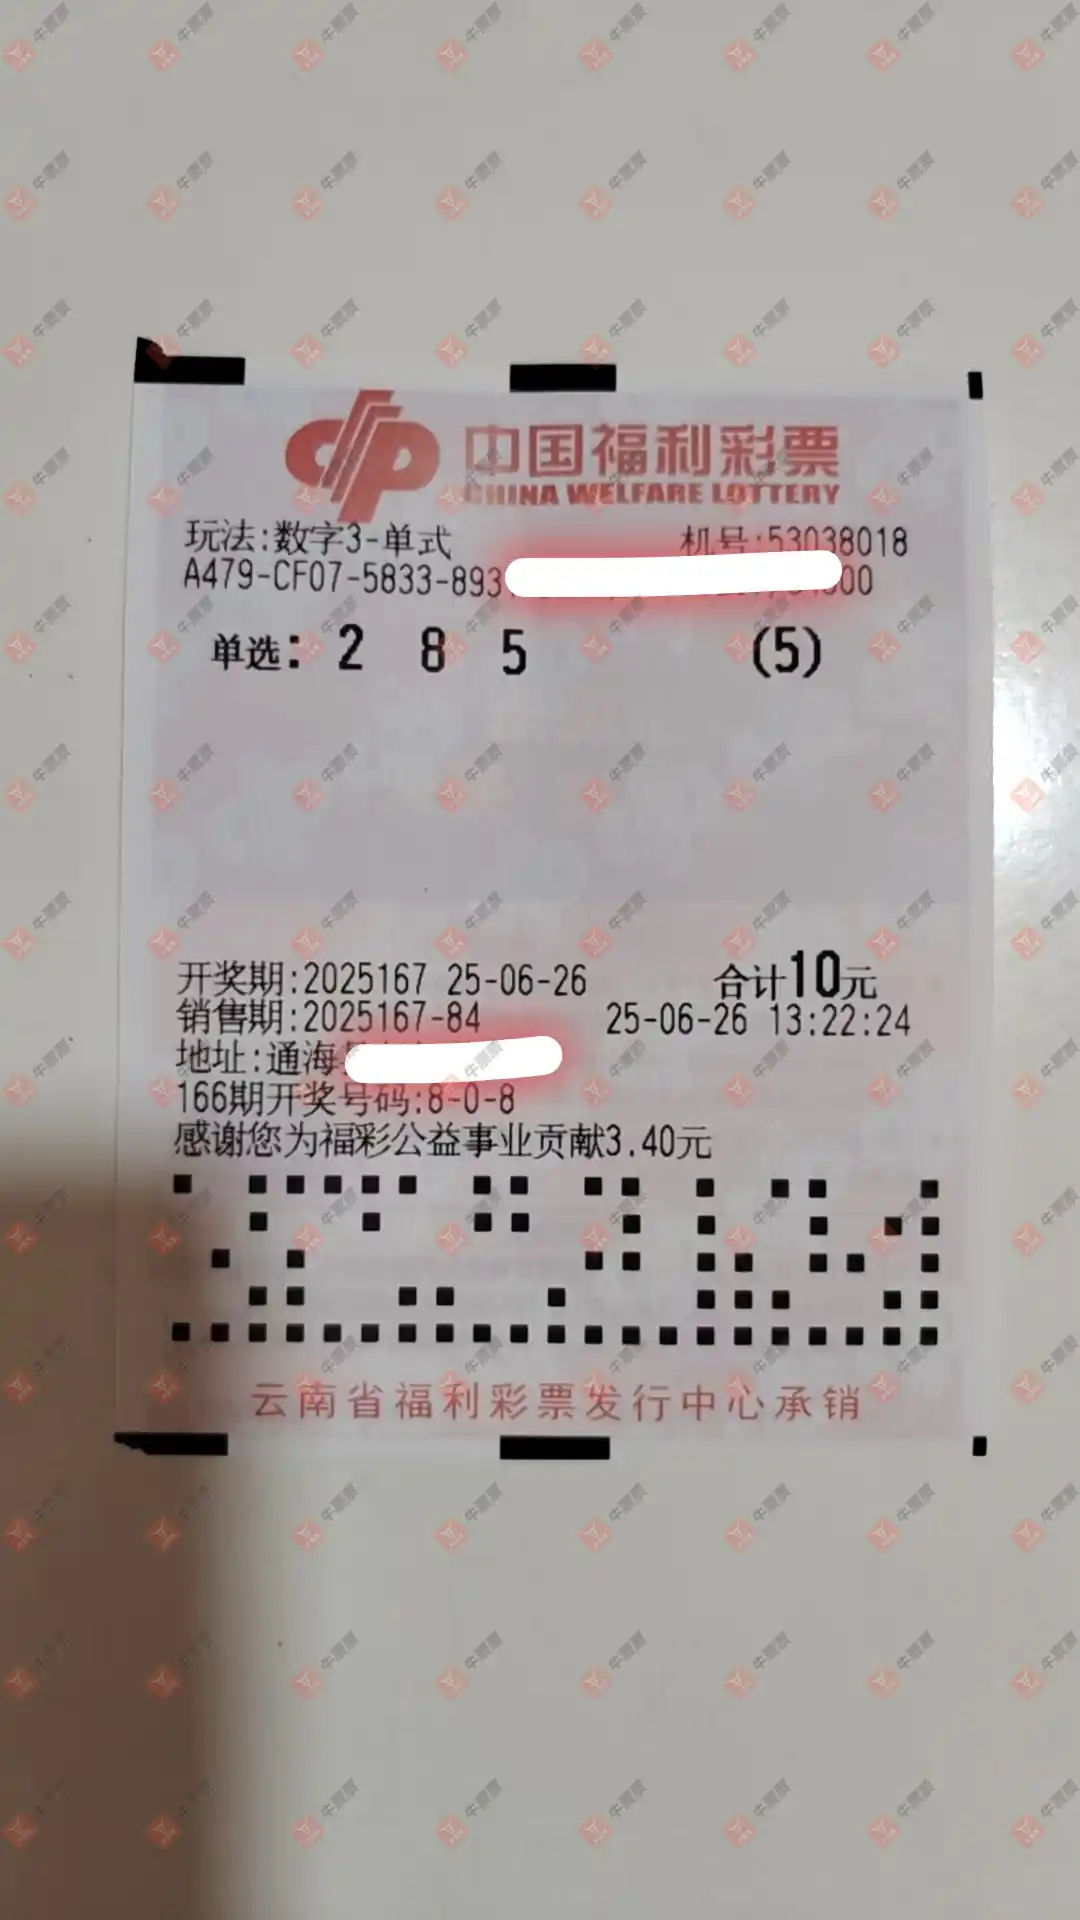 中国福利彩票
CHINA WELFARE LOTTERY
玩法:数字3-单式 机号:53038018
A479-CF07-5833-893 00
单选: 2 8 5 (5)
开奖期:2025167 25-06-26 合计10元
销售期:2025167-84 25-06-26 13:22:24
地址:通海
166期开奖号码:8-0-8
感谢您为福彩公益事业贡献3.40元
云南省福利彩票发行中心承销